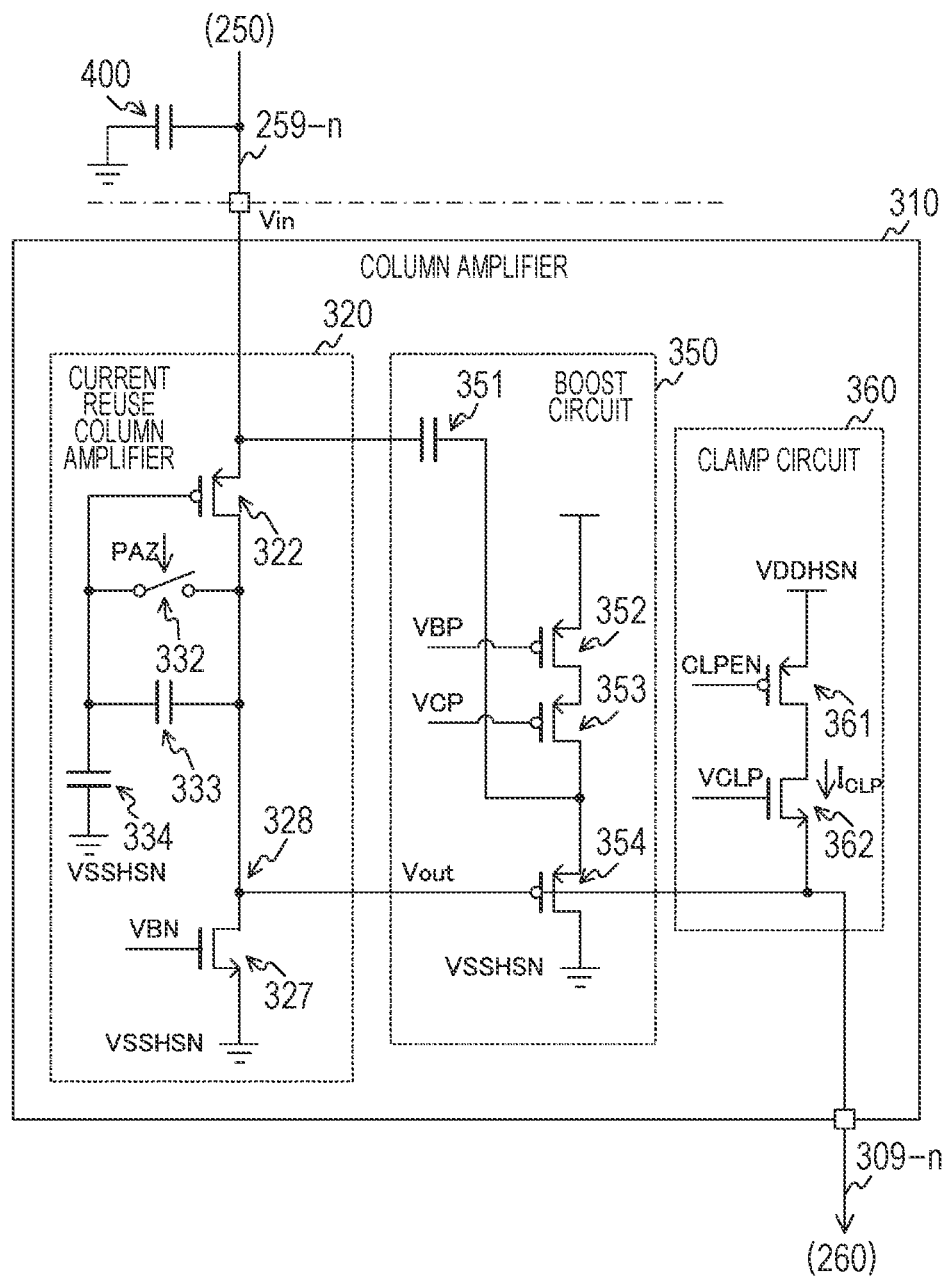 (250)
400
259-n
Vin
310
COLUMN AMPLIFIER
320
350
CURRENT
REUSE
COLUMN
AMPLIFIER
351
BOOST
CIRCUIT
360
CLAMP CIRCUIT
322
PAZ
VDDHSN
VBP
352
332
CLPEN
VCP
353
361
333
VCLP
ICLP
334
328
354
362
VSSHSN
Vout
VBN
VSSHSN
327
VSSHSN
309-n
(260)